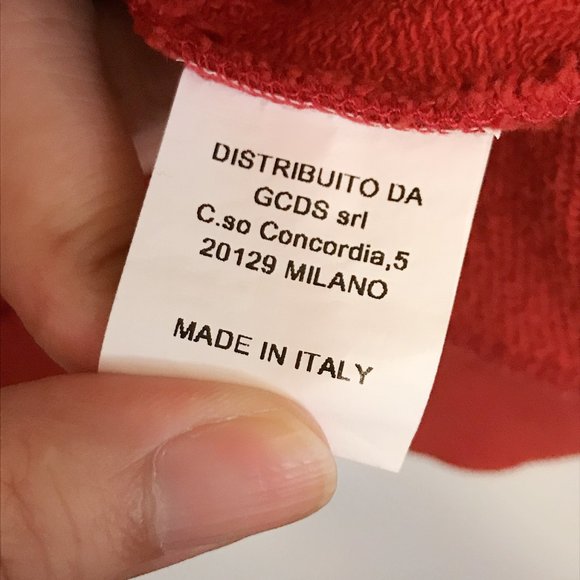 DISTRIBUITO DA
GCDS srl
C.so Concordia,5
20129 MILANO
MADE IN ITALY